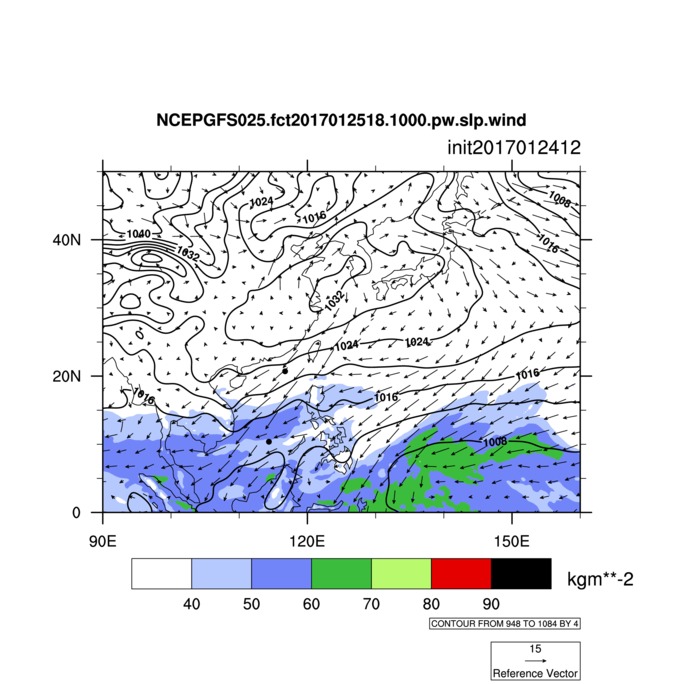 NCEPGFS025.fct2017012518.1000.pw.slp.wind
init2017012412
1024
1008
1016
1040
1016
40N
1032
1032
0
1024
1024
20N
1016
1016
1016
1008
0
90E 120E 150E
kgm**-2
40 50 60 70 80 90
CONTOUR FROM 948 TO 1084 BY 4
15
Reference Vector